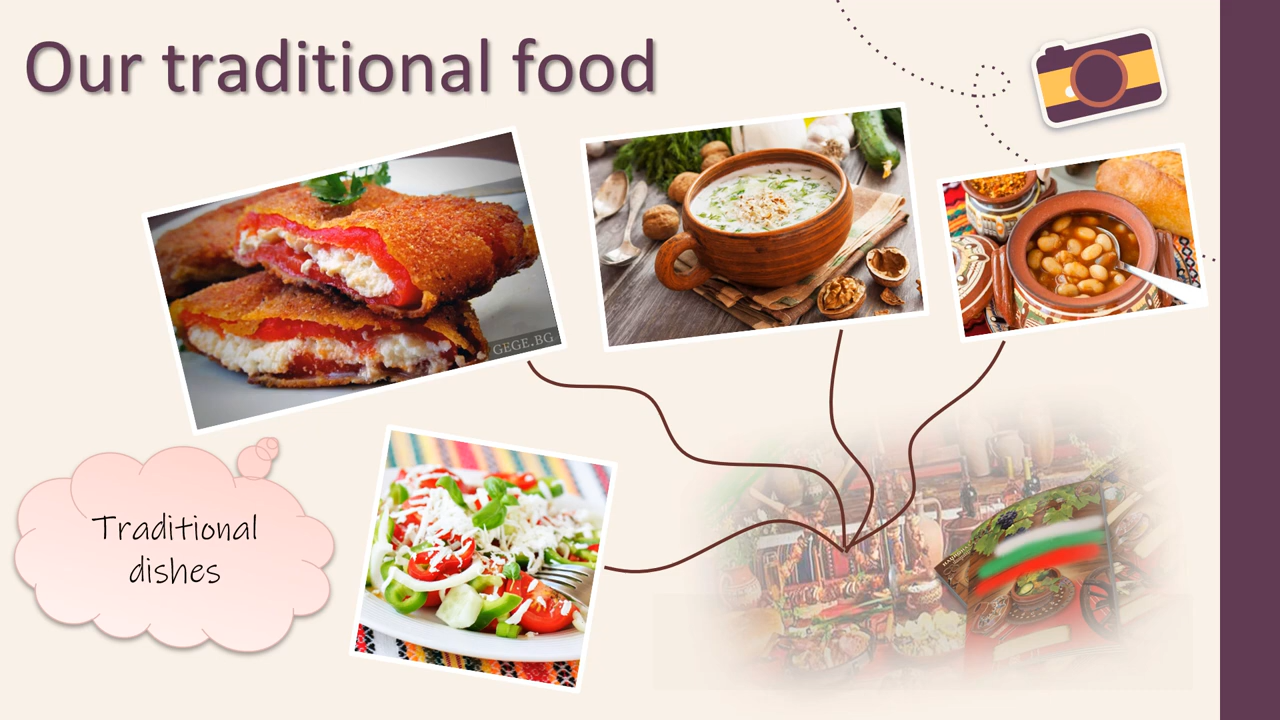 Our traditional food
GEGE.BG
Traditional
dishes